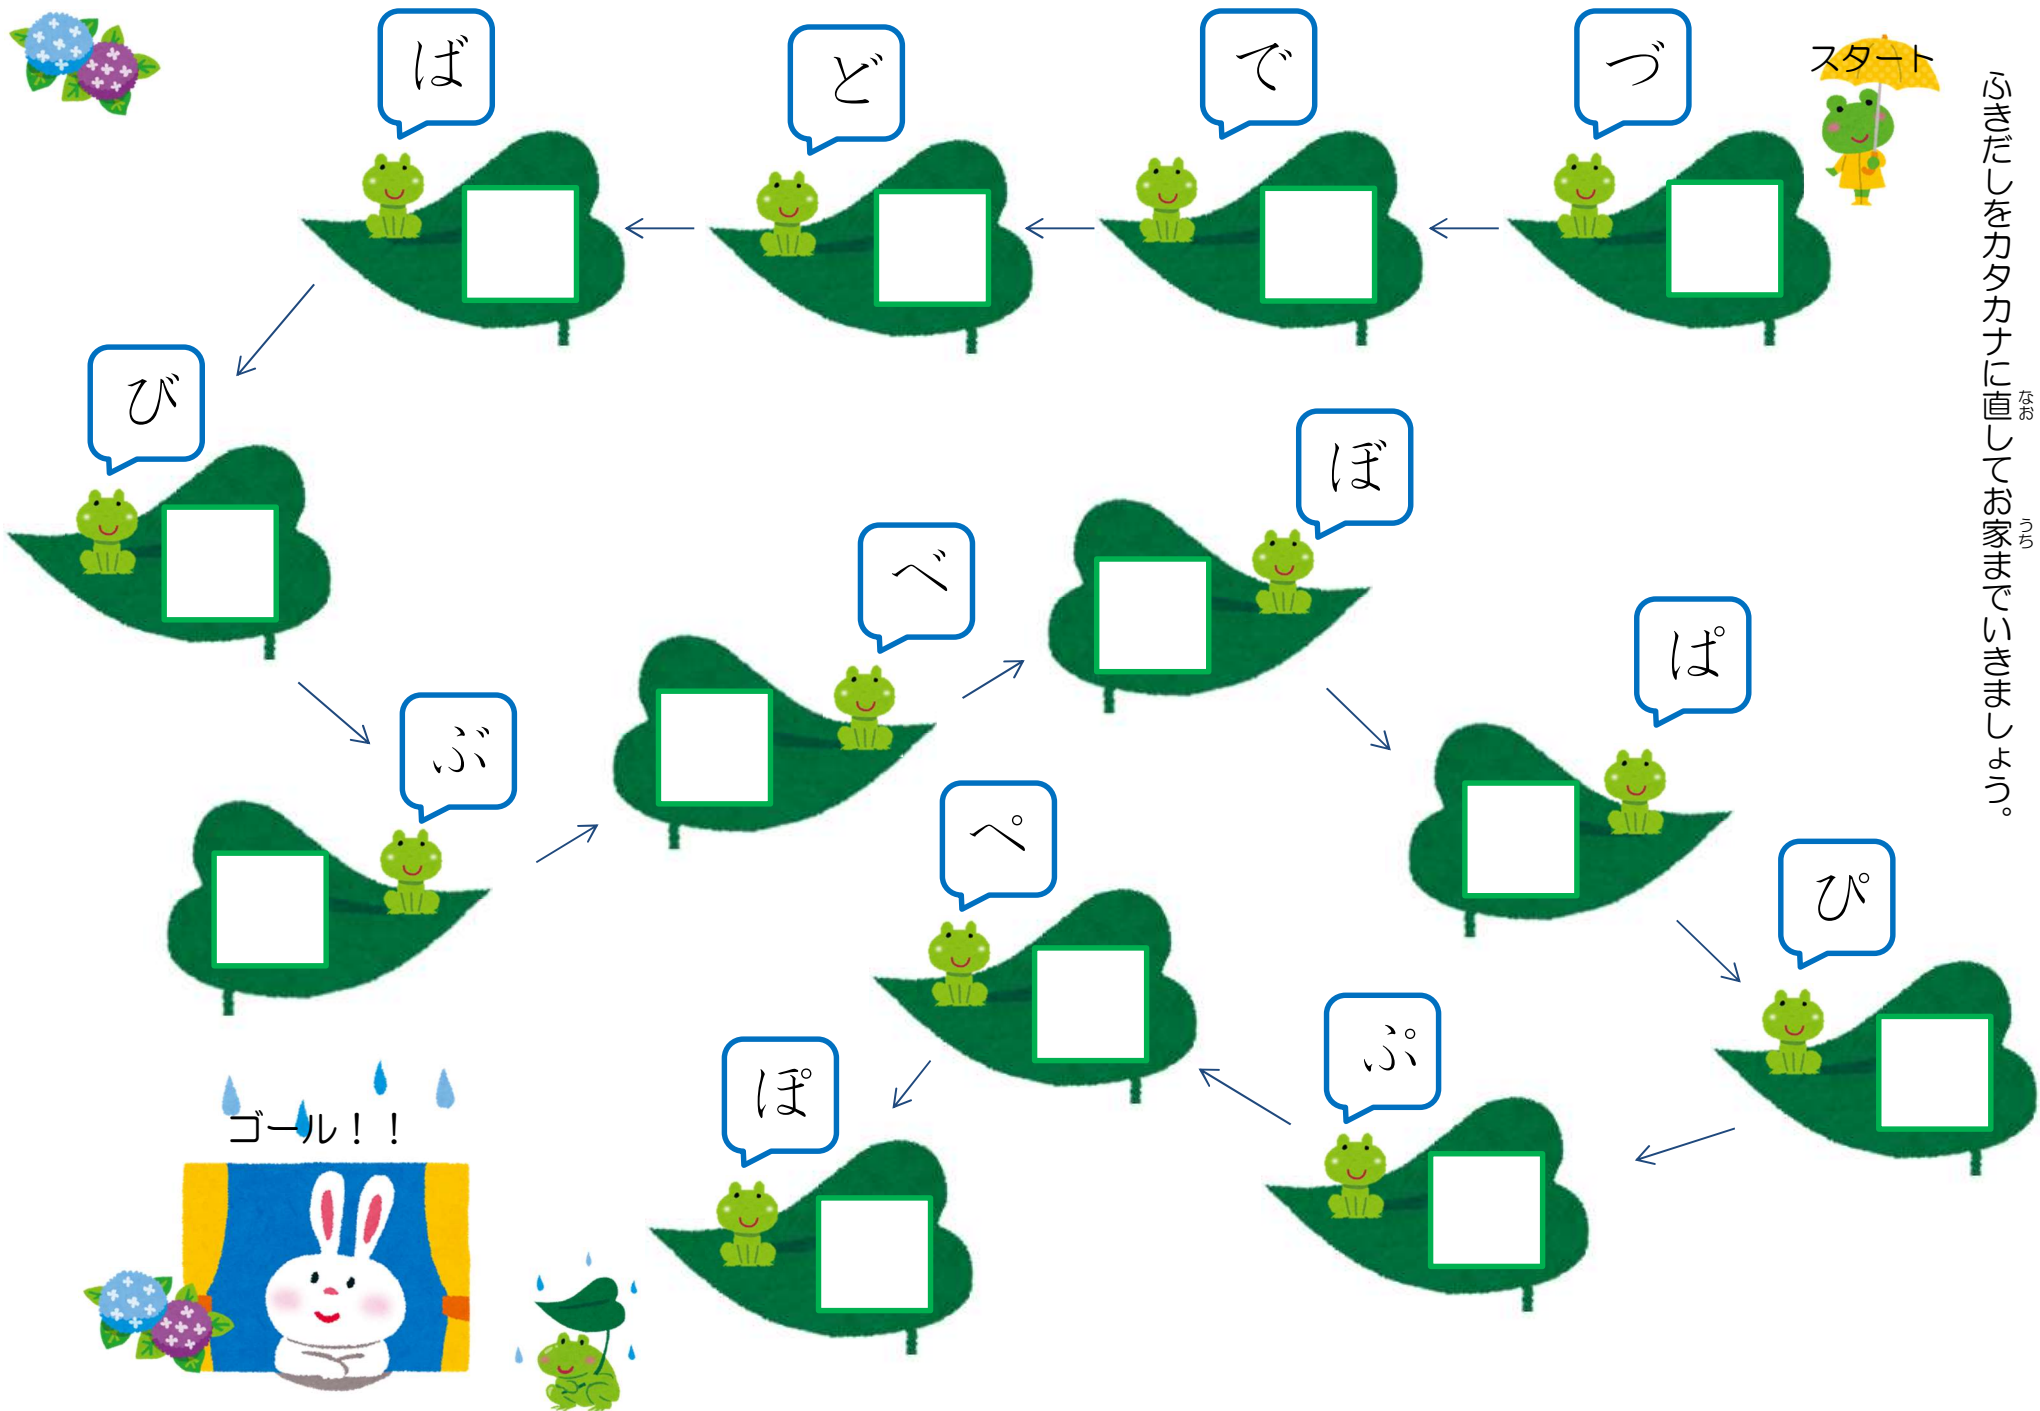 ふきだしをカタカナに直してお家まで いきましょう。
なお
うち
スタート
づ
で
ど
ば
び
ぶ
べ
ぼ
ぱ
ぴ
ぷ
ぺ
ぽ
ゴール！！